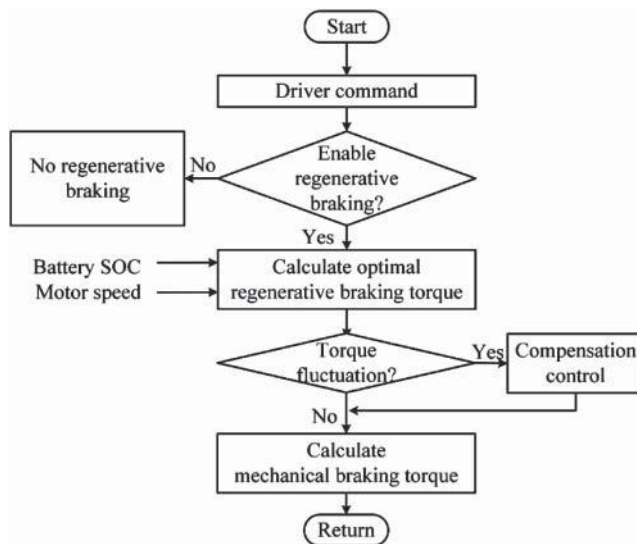 Start
Driver command
Enable
regenerative
braking?
No
No regenerative
braking
Yes
Battery SOC
Motor speed
Calculate optimal
regenerative braking torque
Torque
fluctuation?
Yes
Compensation
control
No
Calculate
mechanical braking torque
Return